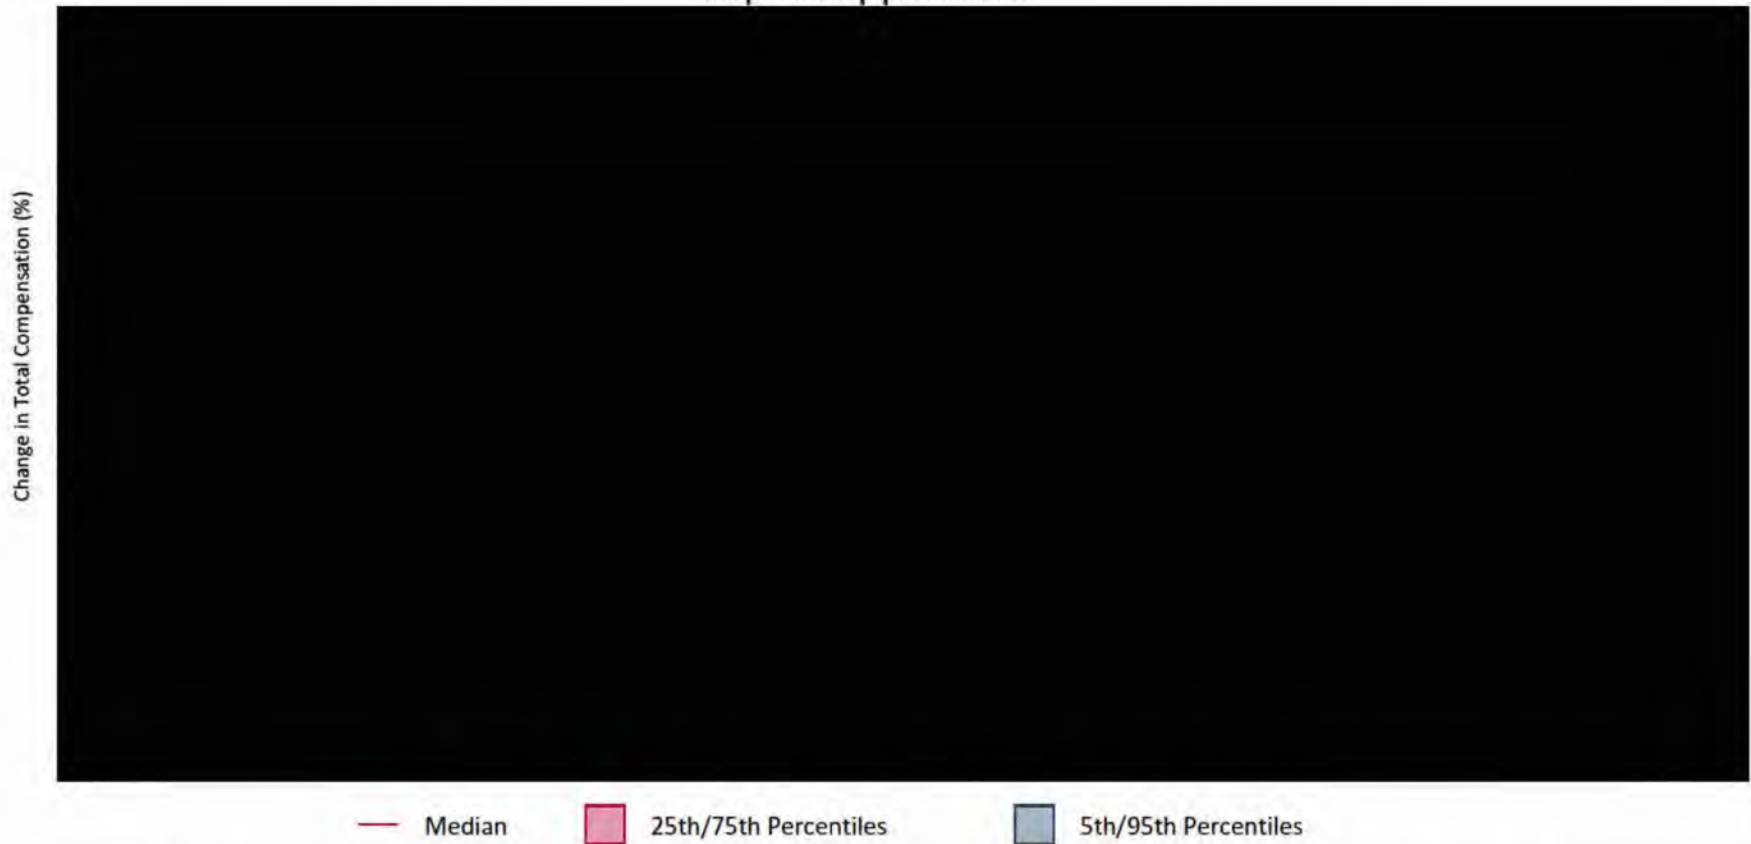 Change in Total Compensation (%)
Median 25th/75th Percentiles 5th/95th Percentiles